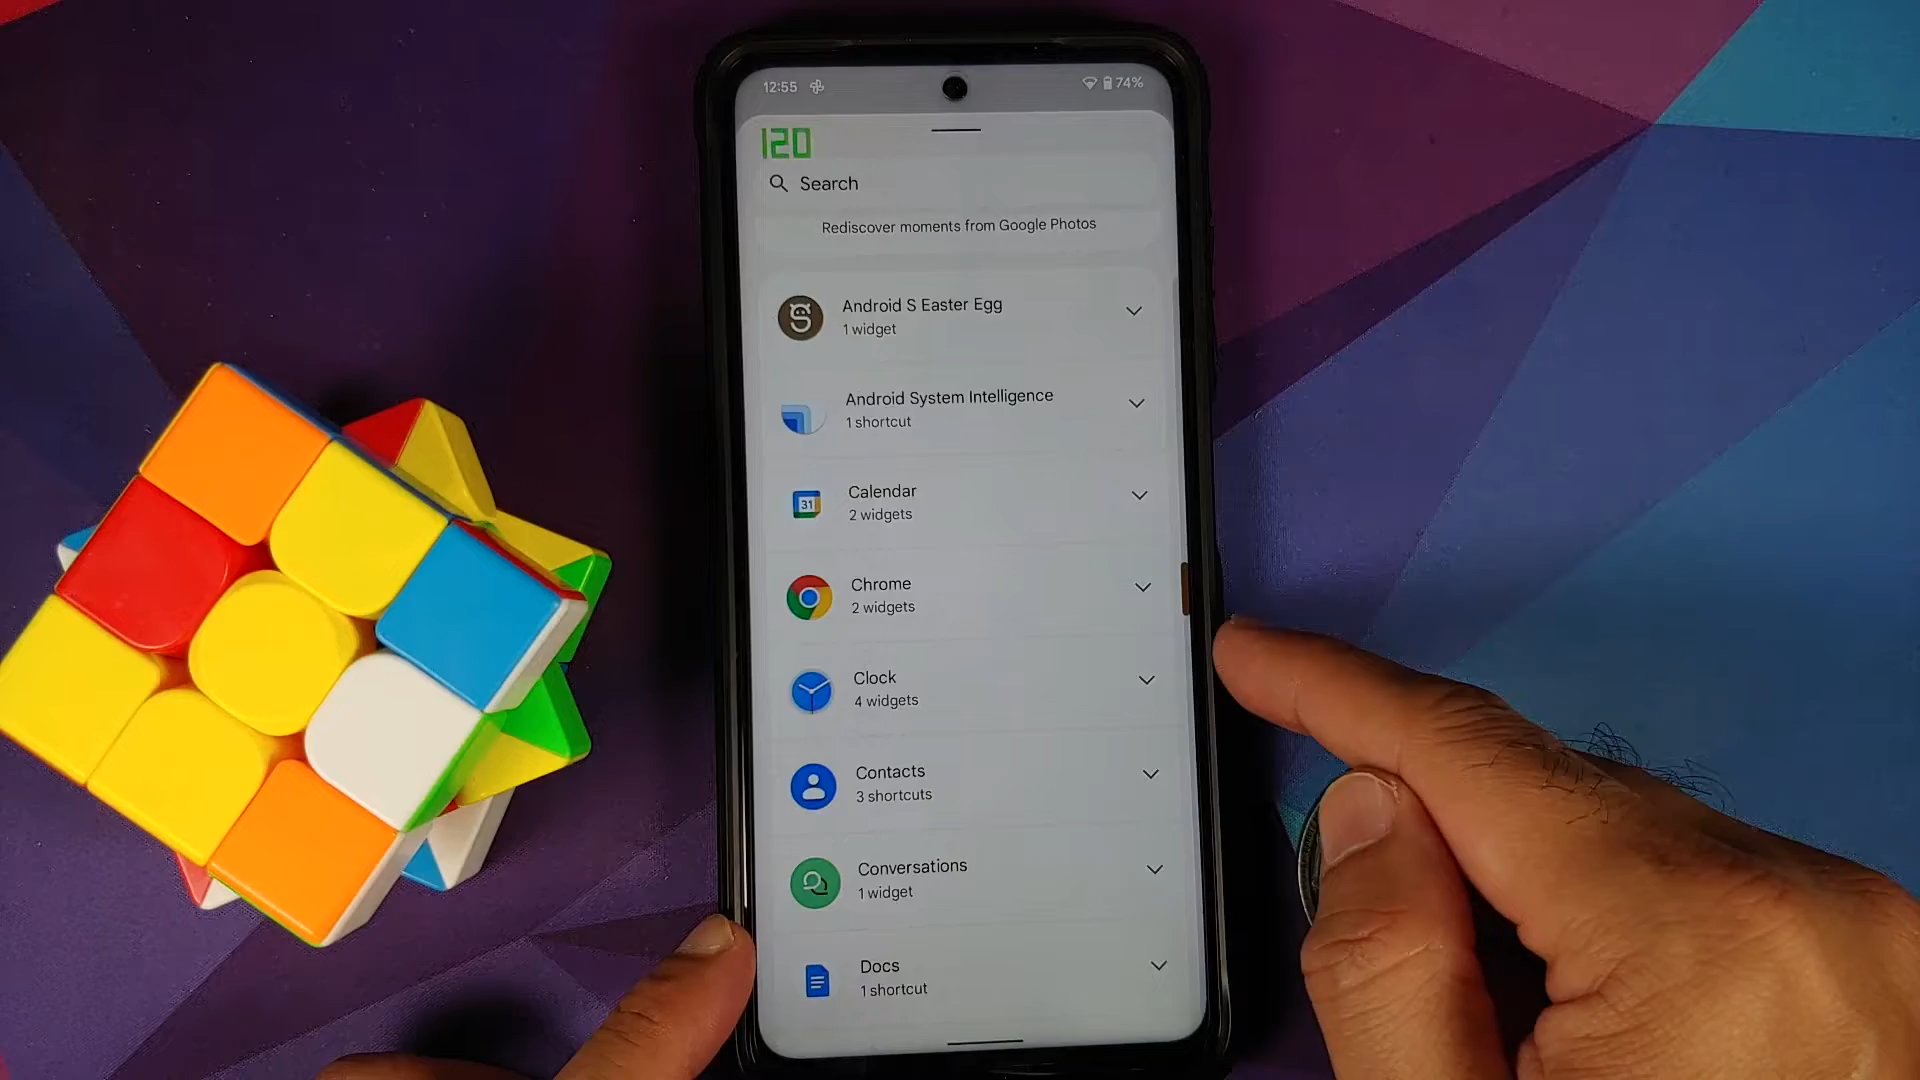 12:55
74%
120
Search
Rediscover moments from Google Photos
Android S Easter Egg
1 widget
Android System Intelligence
1 shortcut
31
Calendar
2 widgets
Chrome
2 widgets
Clock
4 widgets
Contacts
3 shortcuts
Conversations
1 widget
Docs
1 shortcut